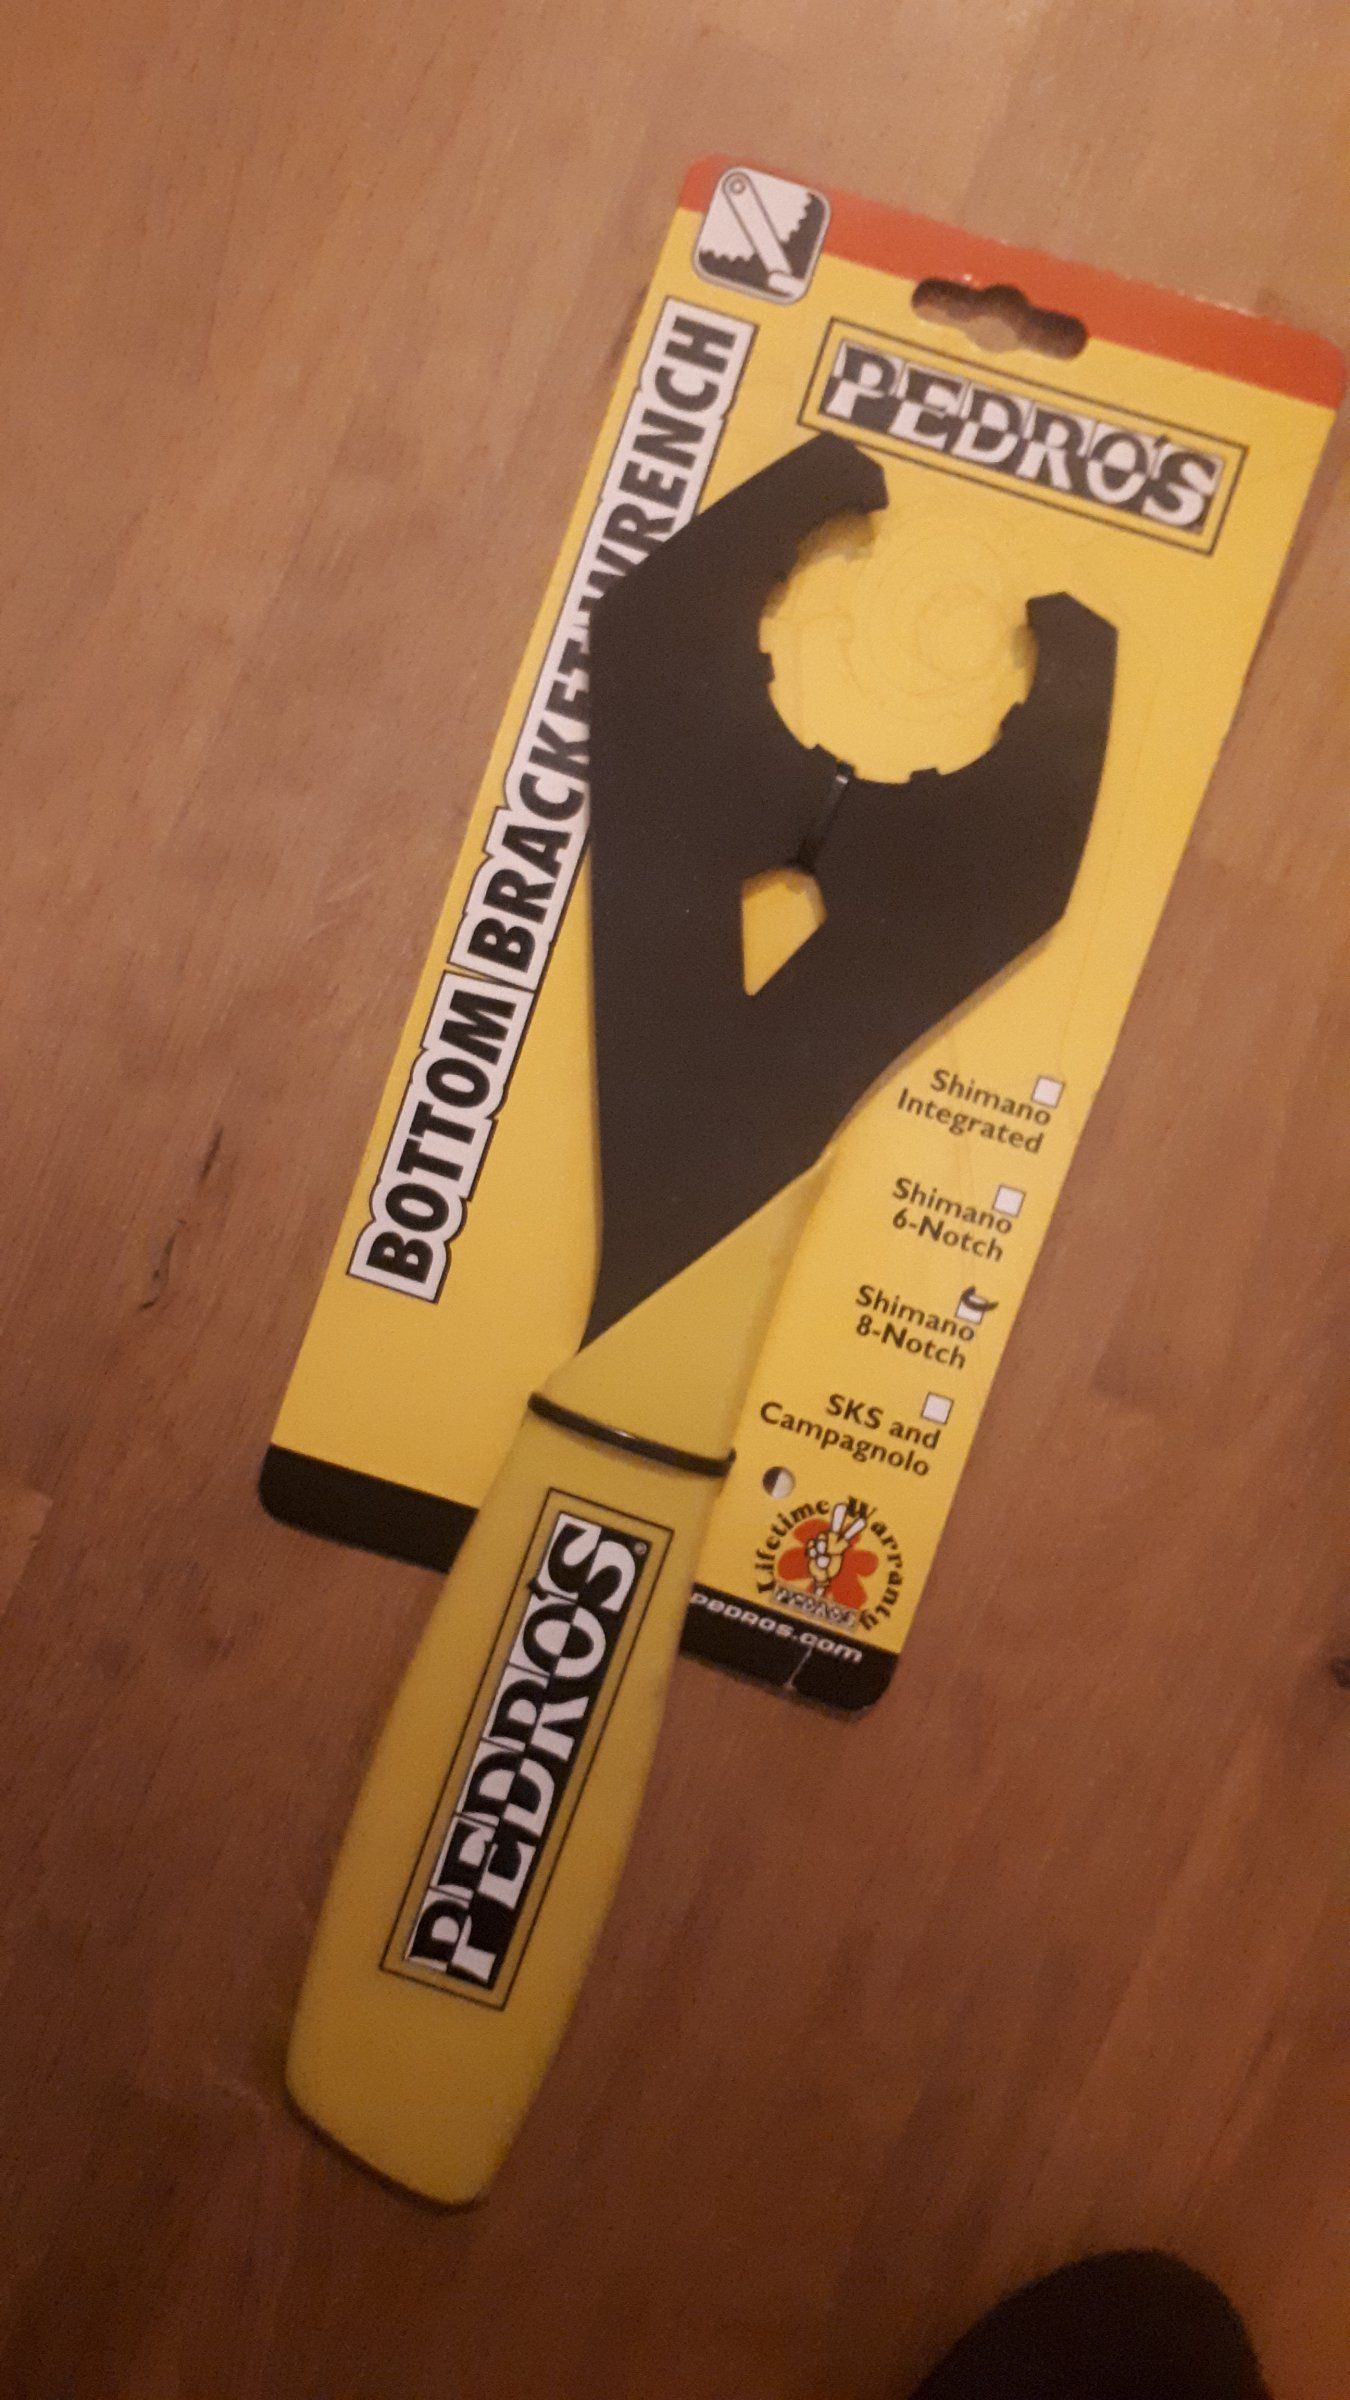 PEDRO'S
BOTTOM BRACKET WRENCH
Shimano
Integrated
Shimano
6-Notch
Shimano
8-Notch
SKS and
Campagnolo
Lifetime Warranty
PEDROS
PEDROS.com
PEDRO'S